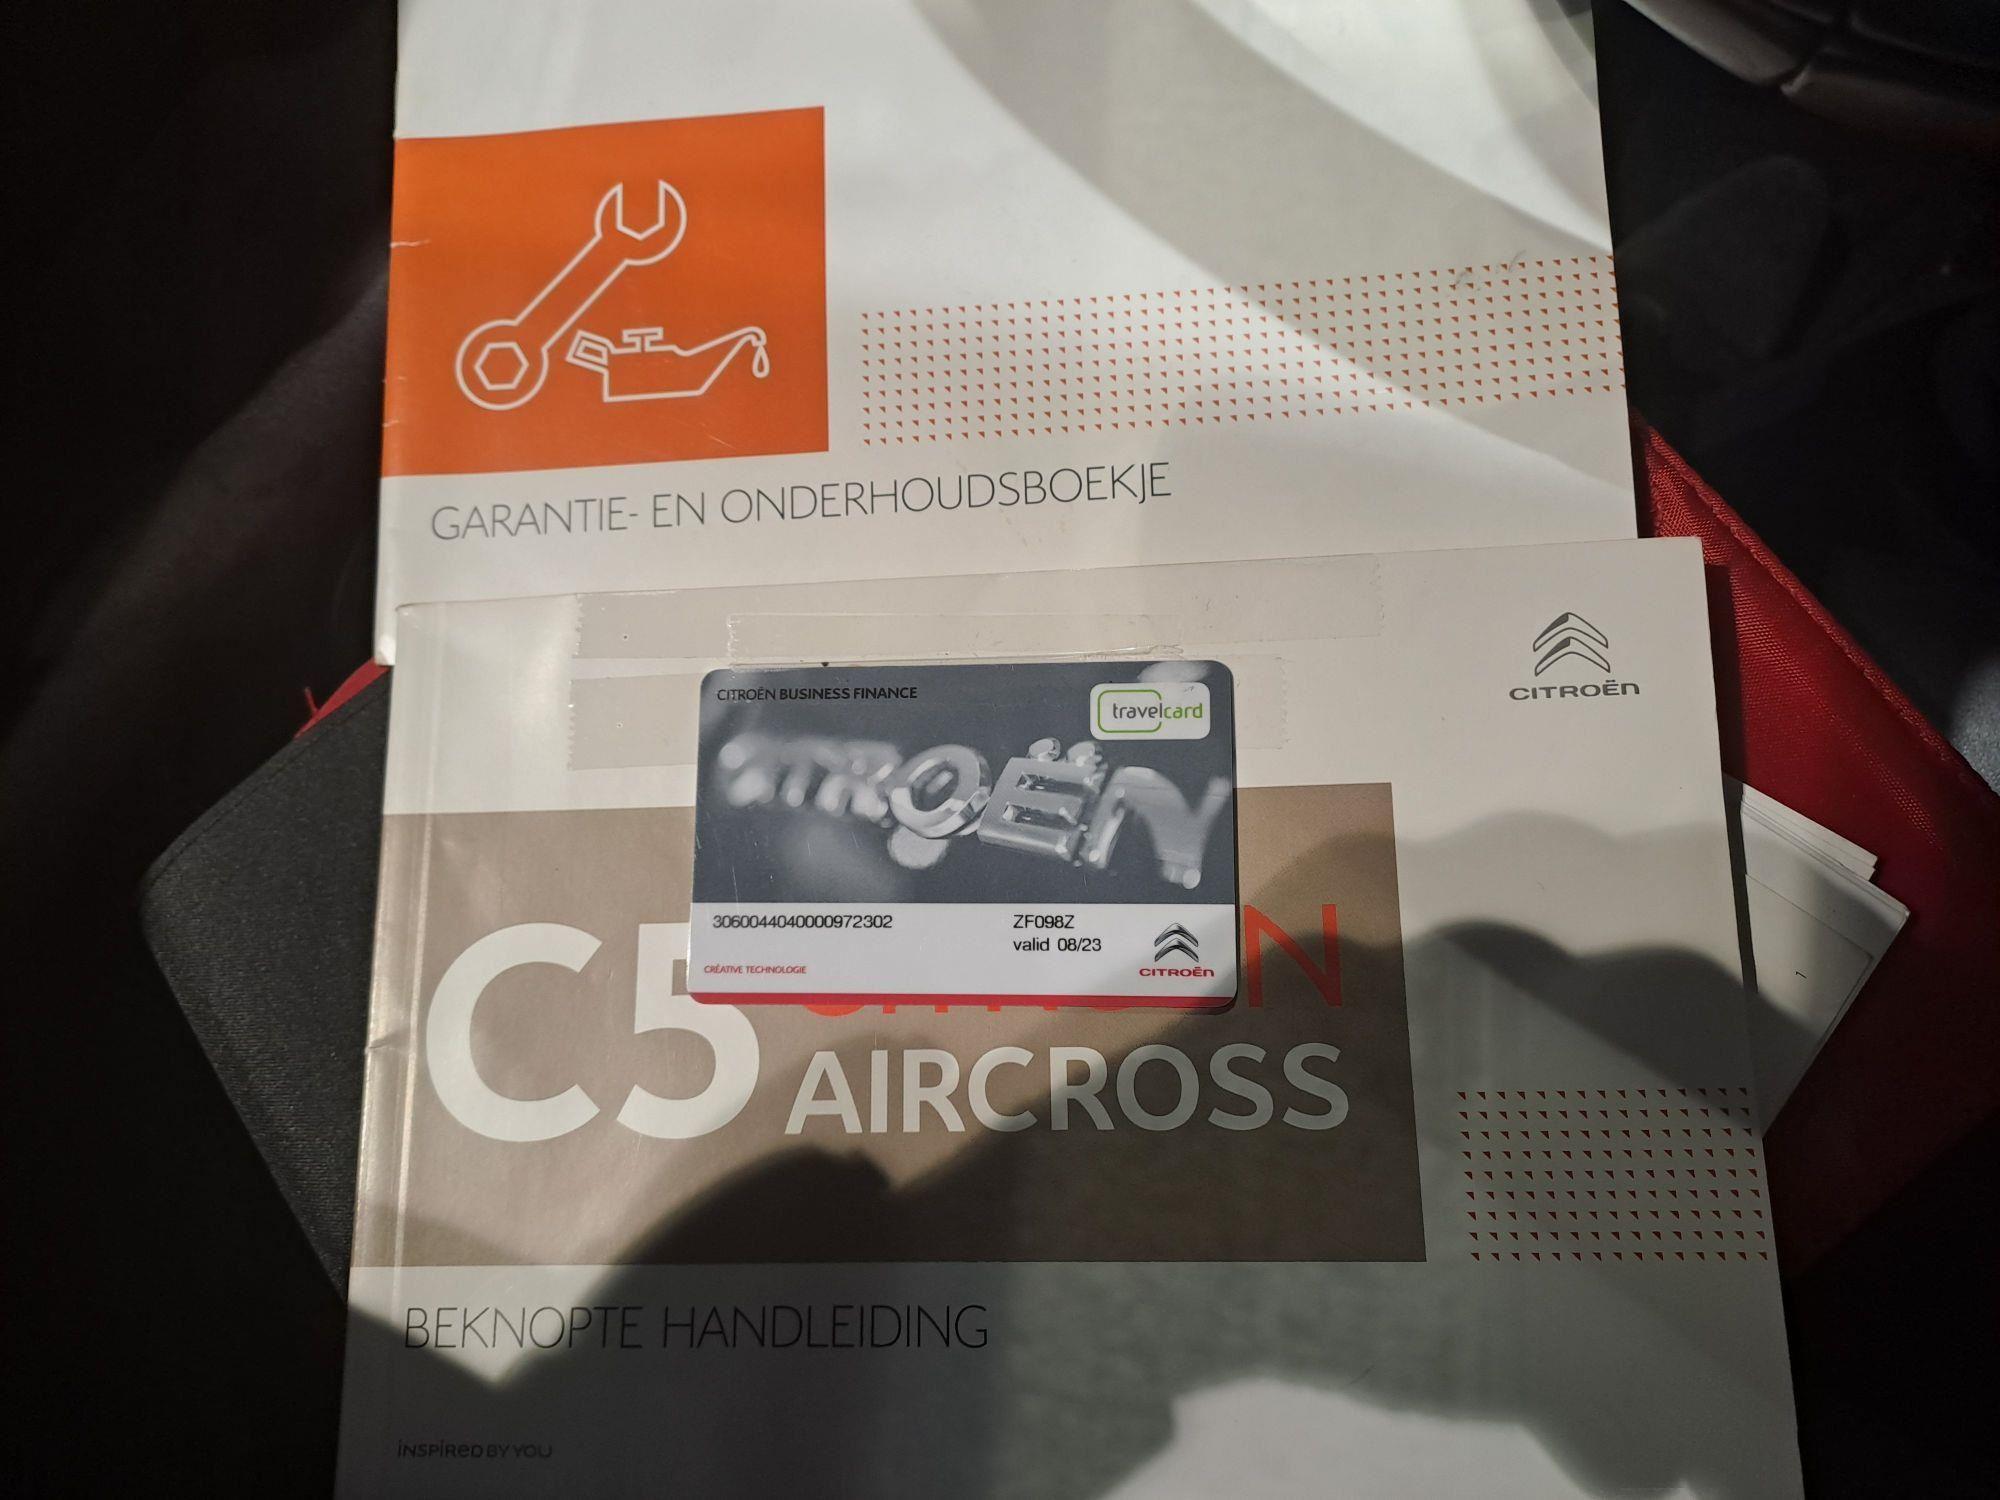 GARANTIE- EN ONDERHOUDSBOEKJE
CITROËN
CITROËN BUSINESS FINANCE
travelcard
CITROËN
3060044040000972302
ZF098Z
valid 08/23
CRÉATIVE TECHNOLOGIE
CITROËN
C5
AIRCROSS
BEKNOPTE HANDLEIDING
INSPIRED BY YOU